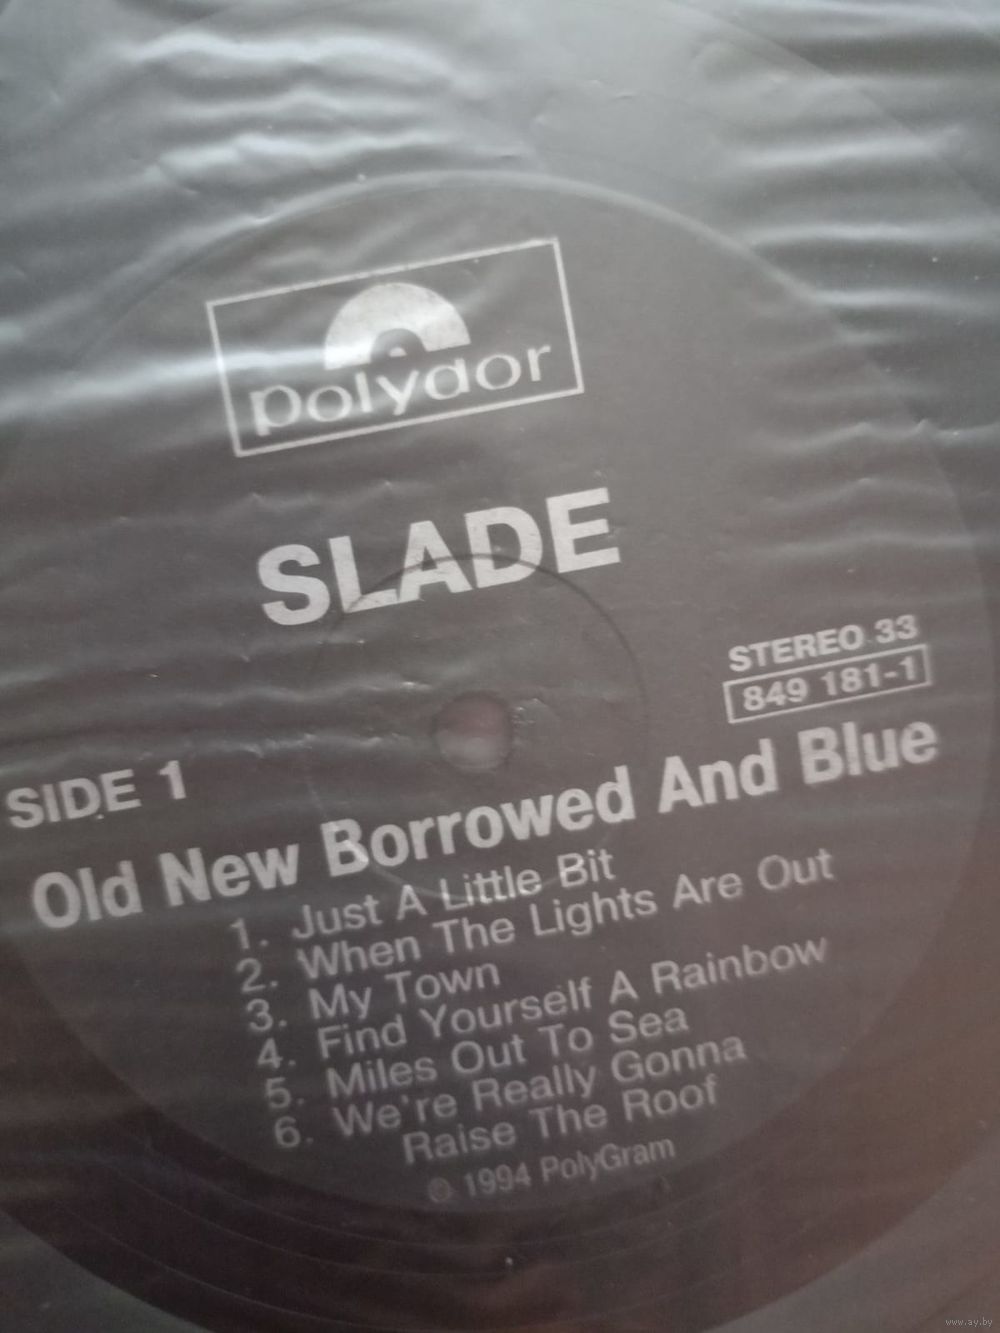 polydor
SLADE
STEREO 33
849 181-1
SIDE 1
Old New Borrowed And Blue
1. Just A Little Bit
2. When The Lights Are Out
3. My Town
4. Find Yourself A Rainbow
5. Miles Out To Sea
6. We're Really Gonna
Raise The Roof
℗ 1994 PolyGram
www.ay.by